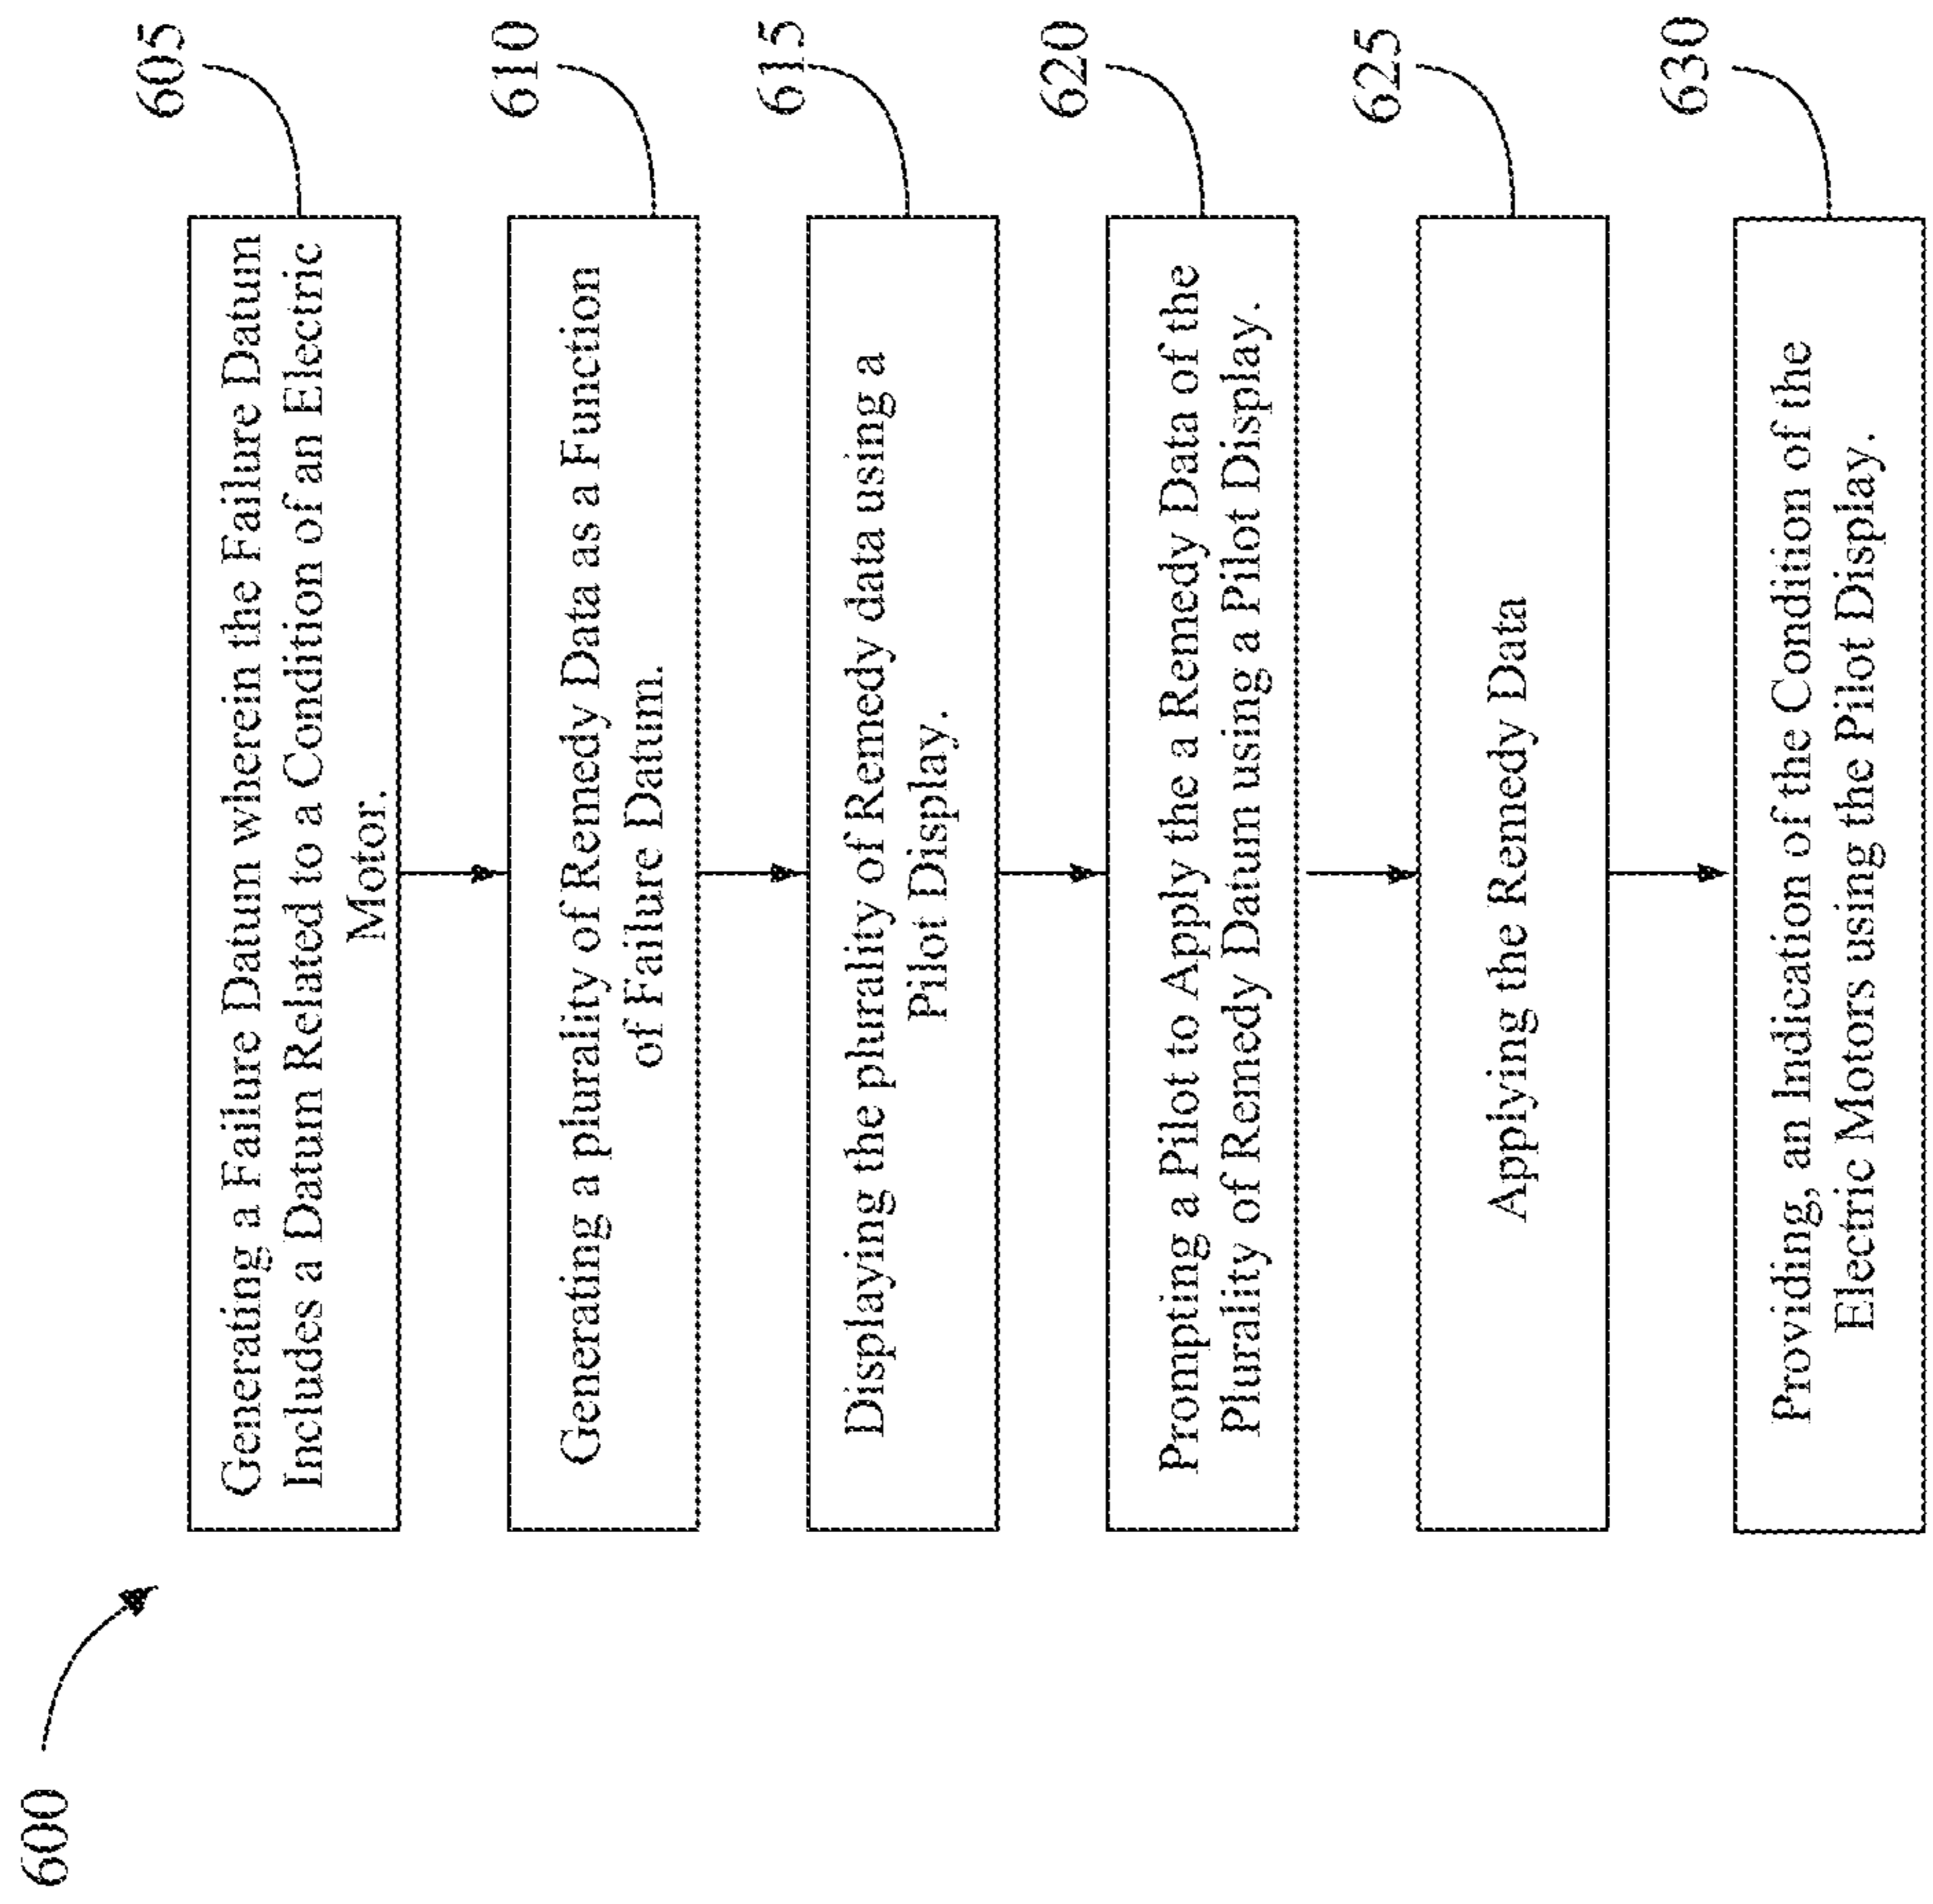 600
605
Generating a Failure Datum wherein the Failure Datum
Includes a Datum Related to a Condition of an Electric
Motor.
610
Generating a plurality of Remedy Data as a Function
of Failure Datum.
615
Displaying the plurality of Remedy data using a
Pilot Display.
620
Prompting a Pilot to Apply the a Remedy Data of the
Plurality of Remedy Datum using a Pilot Display.
625
Applying the Remedy Data
630
Providing, an Indication of the Condition of the
Electric Motors using the Pilot Display.